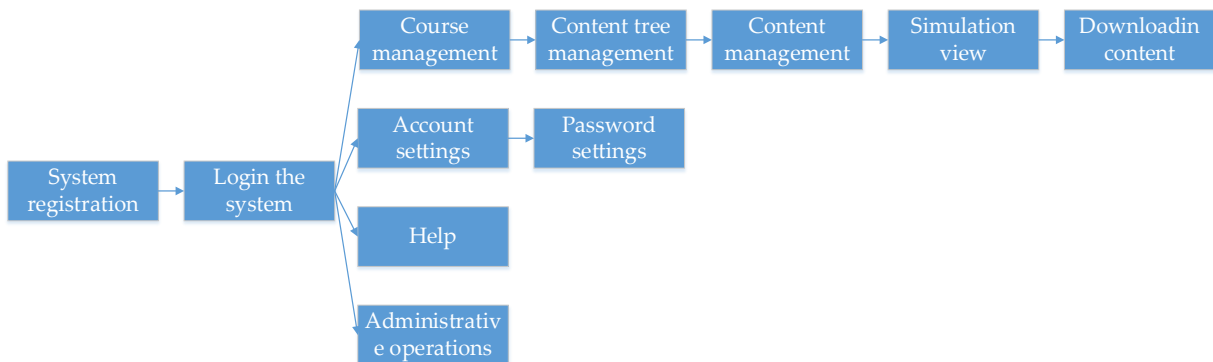 Course
management
Content tree
management
Content
management
Simulation
view
Downloadin
content
Account
settings
Password
settings
System
registration
Login the
system
Help
Administrativ
e operations